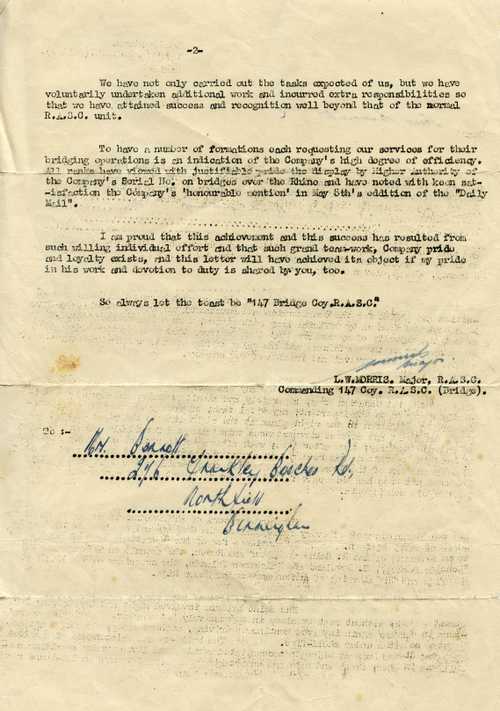 -2-
We have not only carried out the tasks expected of us, but we have
voluntarily undertaken additional work and incurred extra responsibilities so
that we have attained success and recognition well beyond that of the normal
R.A.S.C. unit.
To have a number of formations each requesting our services for their
bridging operations is an indication of the Company's high degree of efficiency.
All ranks have viewed with justifiable pride the display by Higher Authority of
the Company's Serial No. on bridges over the Rhine and have noted with keen sat-
-isfaction the Company's 'honourable mention' in May 8th's eddition of the "Daily
Mail".
I am proud that this achievement and this success has resulted from
such willing individual effort and that such grand team-work, Company pride
and loyalty exists, and this letter will have achieved its object if my pride
in his work and devotion to duty is shared by you, too.
So always let the toast be "147 Bridge Coy.R.A.S.C."
Major.
L.W.MORRIS. Major, R.A.S.C.
Commanding 147 Coy. R.A.S.C. (Bridge).
To :-
Mr. Bennett
Beeches Rd,
Northfield
Birmingham